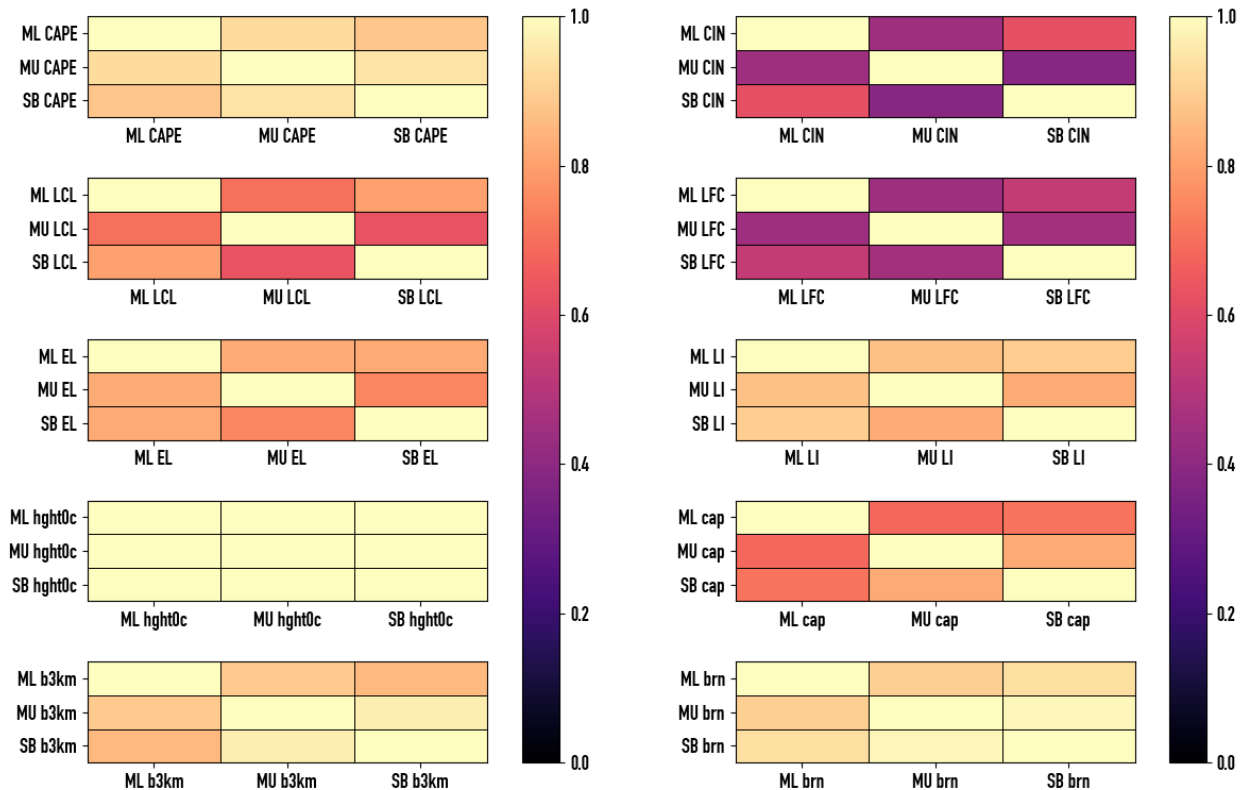 ML CAPE
MU CAPE
SB CAPE
ML CAPE MU CAPE SB CAPE
ML LCL
MU LCL
SB LCL
ML LCL MU LCL SB LCL
ML EL
MU EL
SB EL
ML EL MU EL SB EL
ML hght0c
MU hght0c
SB hght0c
ML hght0c MU hght0c SB hght0c
ML b3km
MU b3km
SB b3km
ML b3km MU b3km SB b3km
1.0
0.8
0.6
0.4
0.2
0.0
ML CIN
MU CIN
SB CIN
ML CIN MU CIN SB CIN
ML LFC
MU LFC
SB LFC
ML LFC MU LFC SB LFC
ML LI
MU LI
SB LI
ML LI MU LI SB LI
ML cap
MU cap
SB cap
ML cap MU cap SB cap
ML brn
MU brn
SB brn
ML brn MU brn SB brn
1.0
0.8
0.6
0.4
0.2
0.0